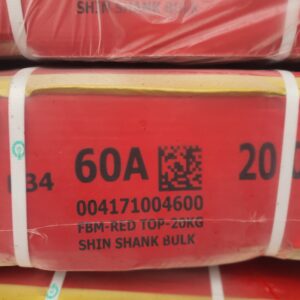 SHIN SHANK BULK
34 60A 20
004171004600
FBM-RED TOP-20KG
SHIN SHANK BULK